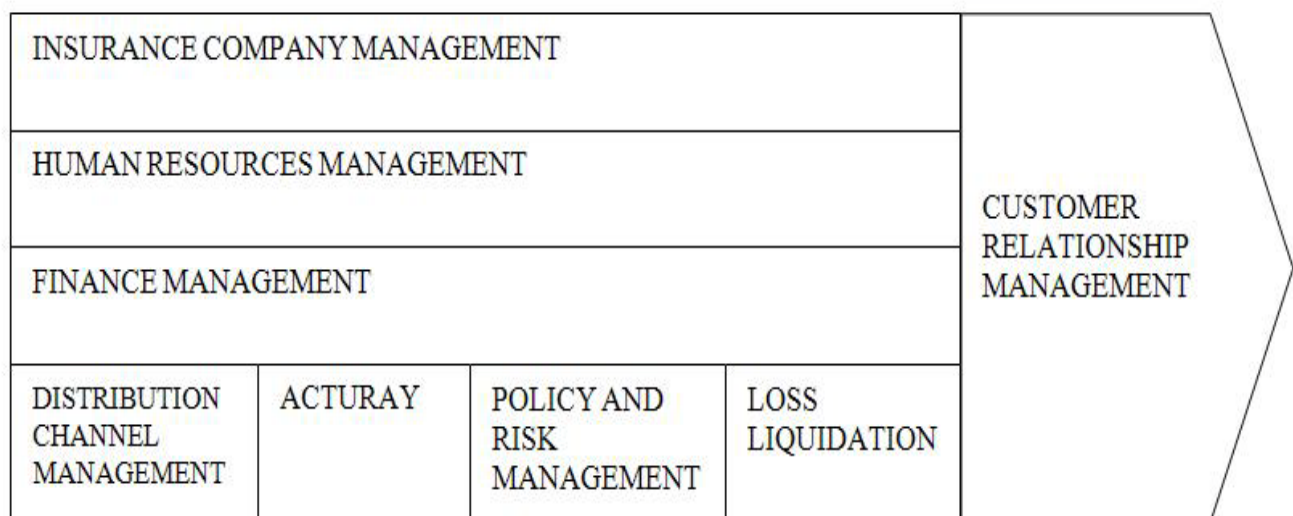 INSURANCE COMPANY MANAGEMENT
HUMAN RESOURCES MANAGEMENT
FINANCE MANAGEMENT
DISTRIBUTION
CHANNEL
MANAGEMENT
ACTURAY
POLICY AND
RISK
MANAGEMENT
LOSS
LIQUIDATION
CUSTOMER
RELATIONSHIP
MANAGEMENT